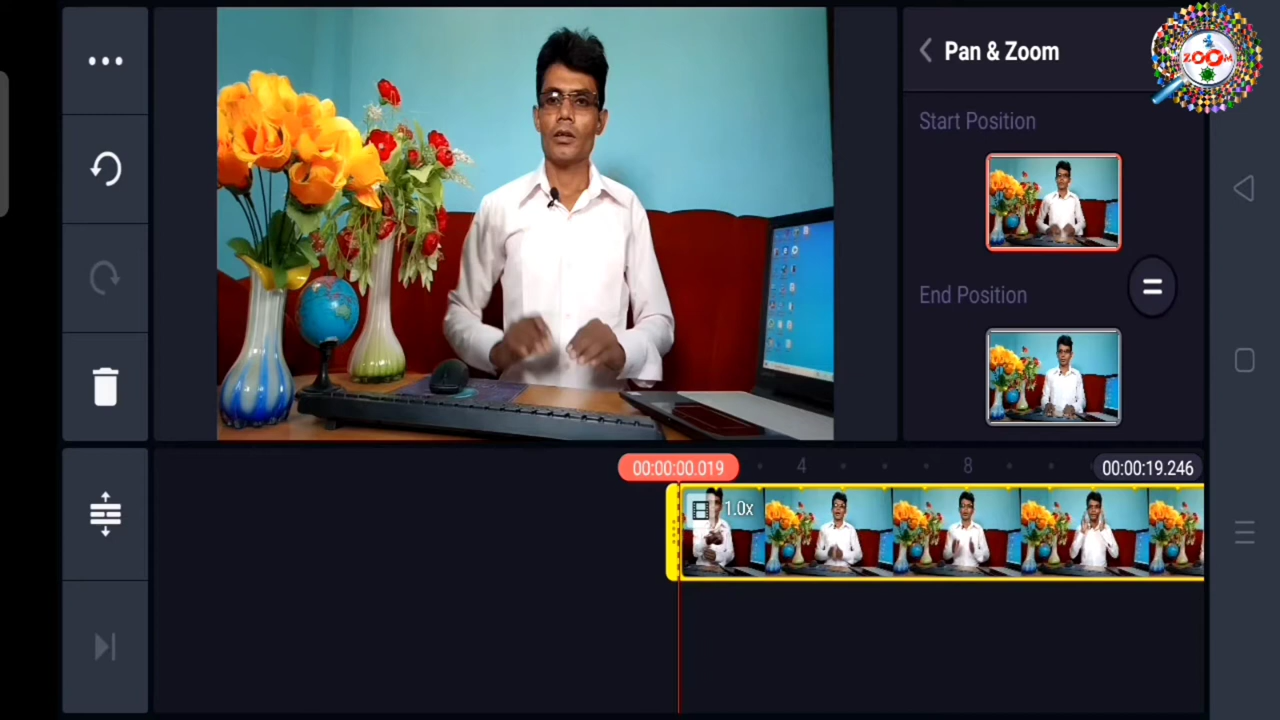 Pan & Zoom
ZOOM
Start Position
End Position
00:00:00.019
4
8
00:00:19.246
1.0x